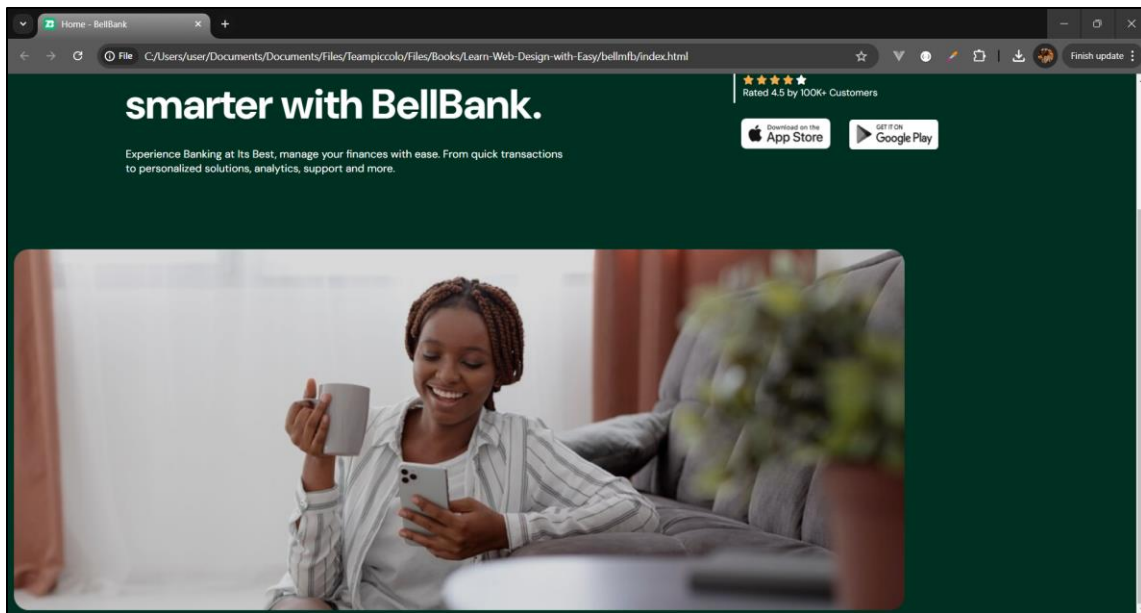 Home - BellBank
File C:/Users/user/Documents/Documents/Files/Teampiccolo/Files/Books/Learn-Web-Design-with-Easy/bellmfb/index.html
Finish update
smarter with BellBank.
Experience Banking at Its Best, manage your finances with ease. From quick transactions
to personalized solutions, analytics, support and more.
Rated 4.5 by 100K+ Customers
Download on the
App Store
GET IT ON
Google Play